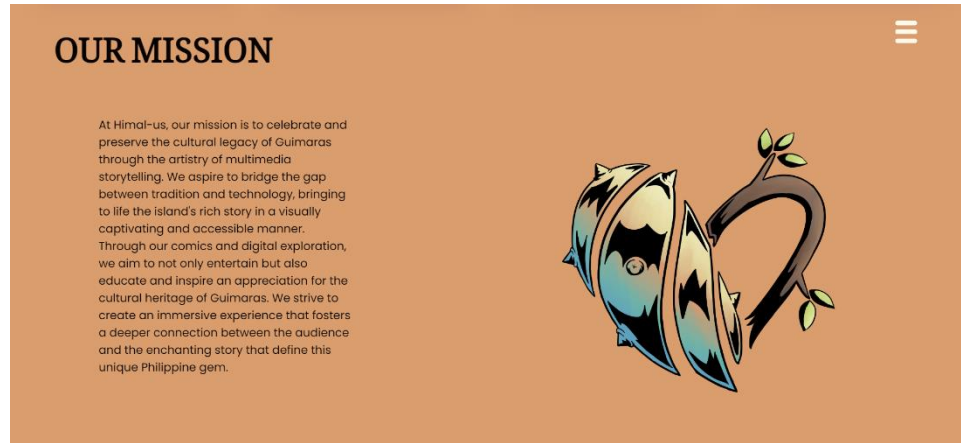 OUR MISSION
At Himal-us, our mission is to celebrate and
preserve the cultural legacy of Guimaras
through the artistry of multimedia
storytelling. We aspire to bridge the gap
between tradition and technology, bringing
to life the island's rich story in a visually
captivating and accessible manner.
Through our comics and digital exploration,
we aim to not only entertain but also
educate and inspire an appreciation for the
cultural heritage of Guimaras. We strive to
create an immersive experience that fosters
a deeper connection between the audience
and the enchanting story that define this
unique Philippine gem.